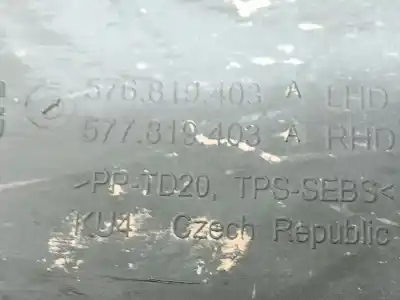 576.819.403 A LHD
577.819.403 A RHD
>PP-TD20, TPS-SEBS<
KU4 Czech Republic